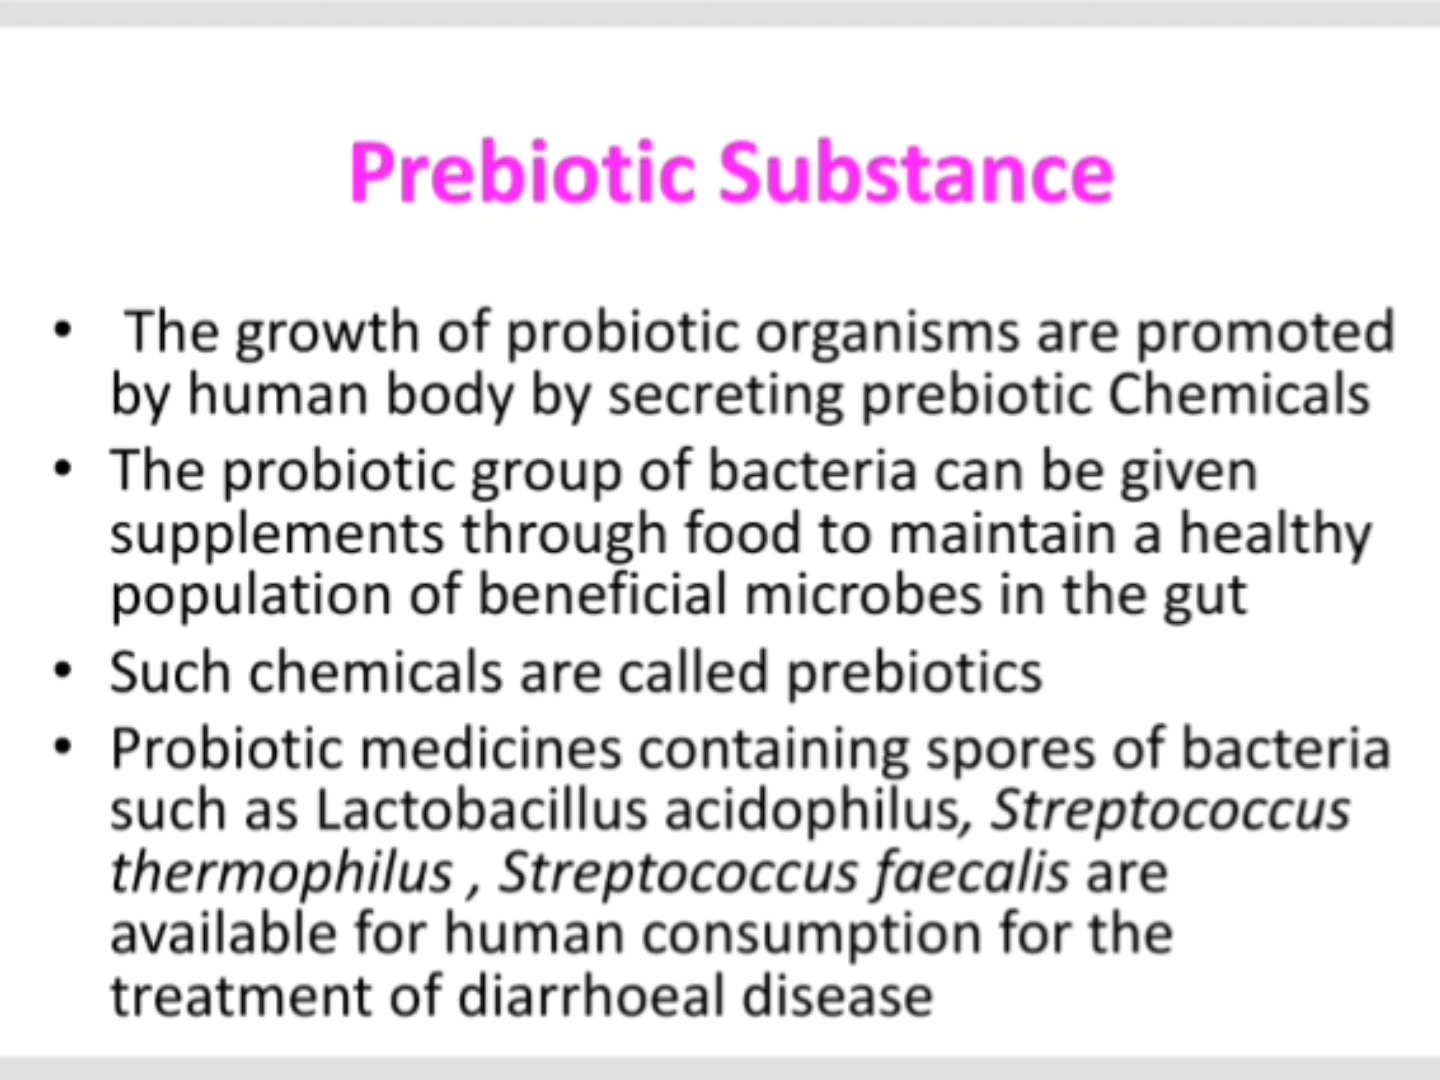 Prebiotic Substance
• The growth of probiotic organisms are promoted
by human body by secreting prebiotic Chemicals
• The probiotic group of bacteria can be given
supplements through food to maintain a healthy
population of beneficial microbes in the gut
• Such chemicals are called prebiotics
• Probiotic medicines containing spores of bacteria
such as Lactobacillus acidophilus, Streptococcus
thermophilus , Streptococcus faecalis are
available for human consumption for the
treatment of diarrhoeal disease